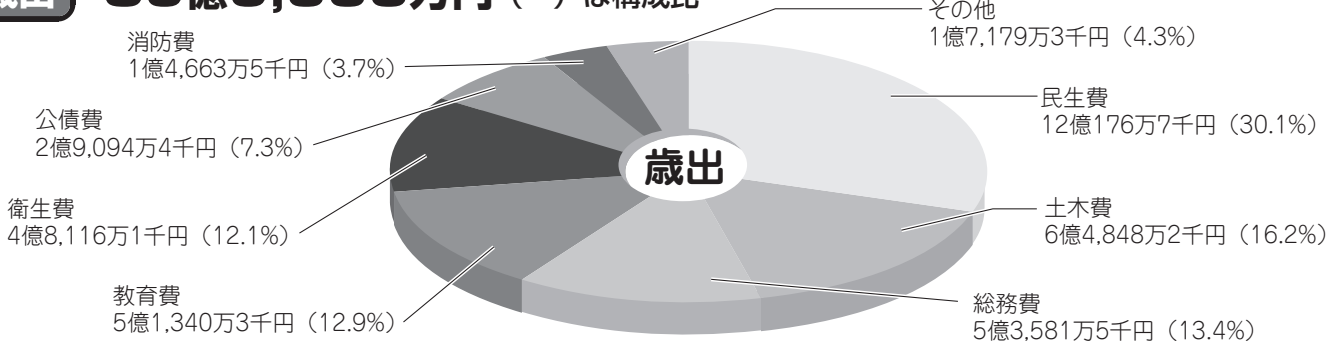 （　）は構成比
その他
1億7,179万3千円（4.3%）
消防費
1億4,663万5千円（3.7%）
民生費
12億176万7千円（30.1%）
公債費
2億9,094万4千円（7.3%）
歳出
衛生費
4億8,116万1千円（12.1%）
土木費
6億4,848万2千円（16.2%）
教育費
5億1,340万3千円（12.9%）
総務費
5億3,581万5千円（13.4%）